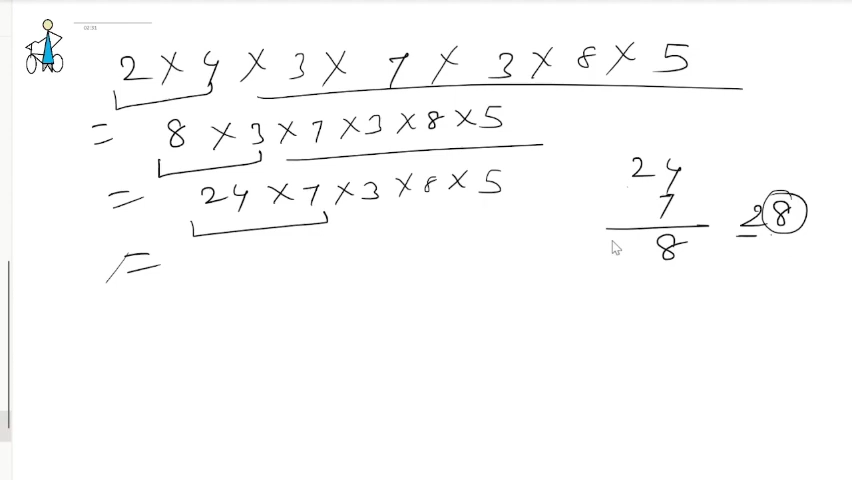 2 × 4 × 3 × 7 × 3 × 8 × 5
= 8 × 3 × 7 × 3 × 8 × 5
= 24 × 7 × 3 × 8 × 5
=
24
7
8
28